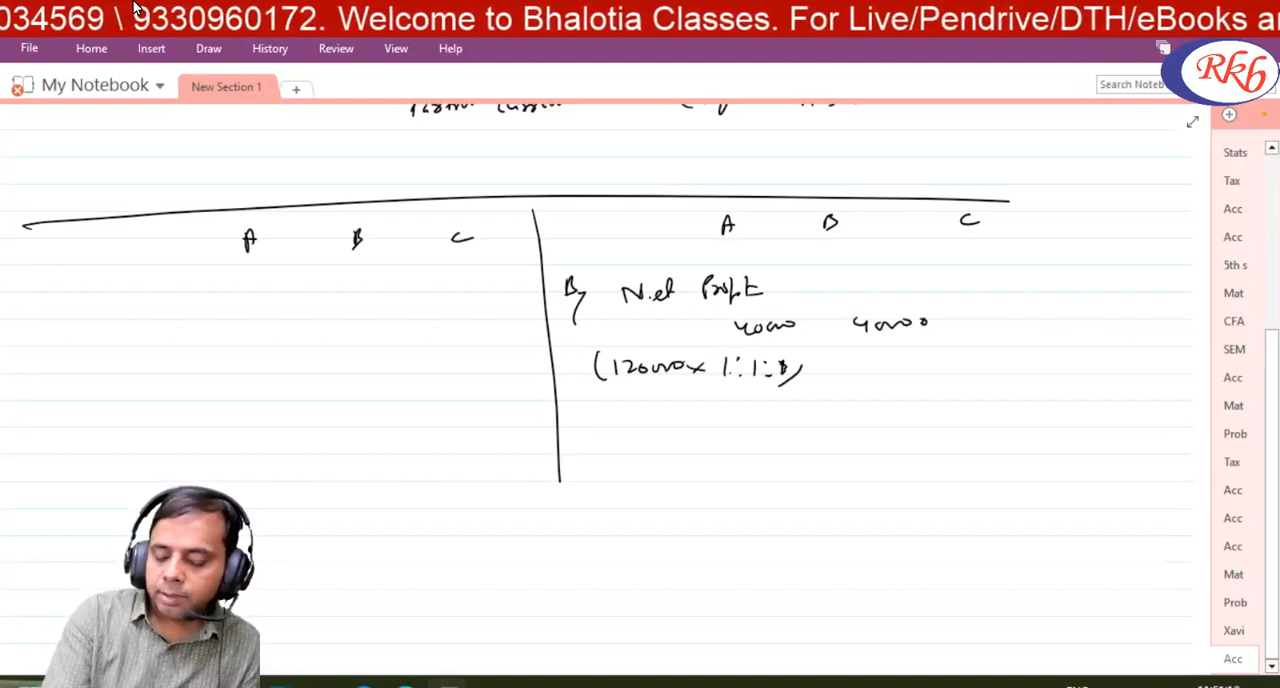 034569 \ 9330960172. Welcome to Bhalotia Classes. For Live/Pendrive/DTH/eBooks a
File Home Insert Draw History Review View Help
Rkb
My Notebook New Section 1 + Search Noteb
Stats
Tax
Acc
Acc
5th s
Mat
CFA
SEM
Acc
Mat
Prob
Tax
Acc
Acc
Acc
Mat
Prob
Xavi
Acc
A B C A B C
By Net Profit
40000 40000
(120000 x 1:1:1)